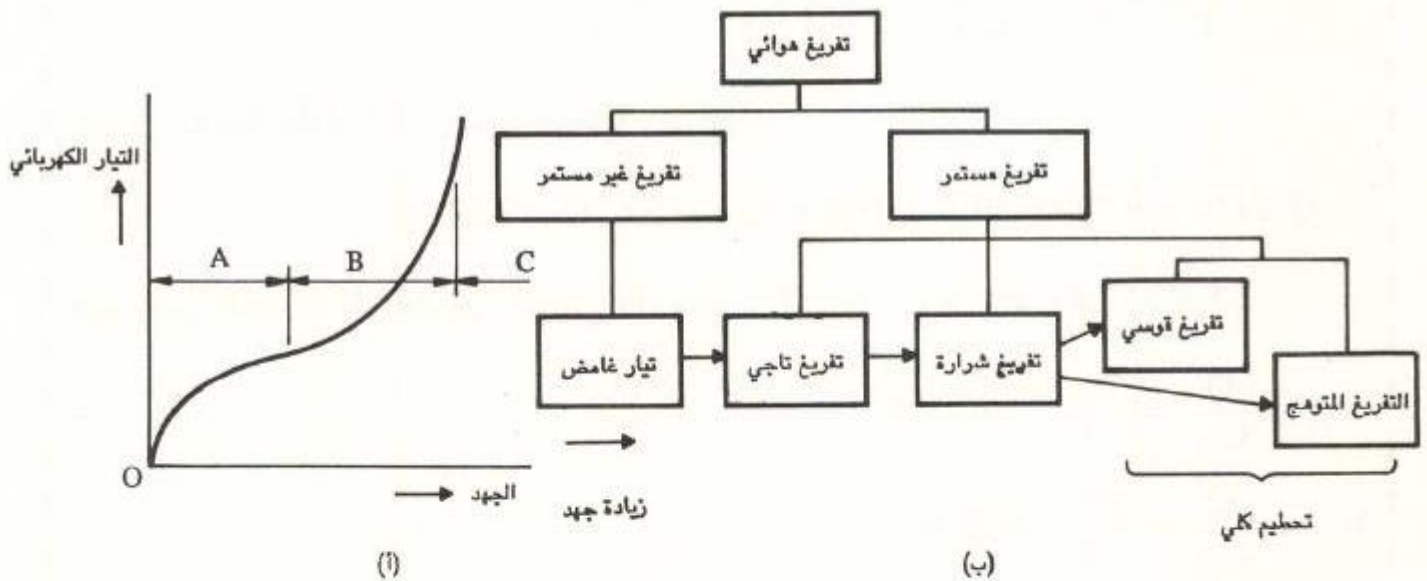 تفريغ هوائي
التيار الكهربائي
تفريغ غير مستمر
تفريغ مستمر
A
B
C
تيار غامض
تفريغ تاجي
تفريغ شرارة
تفريغ قوسي
التفريغ المتوهج
O
الجهد
زيادة جهد
تحطيم كلي
(أ)
(ب)